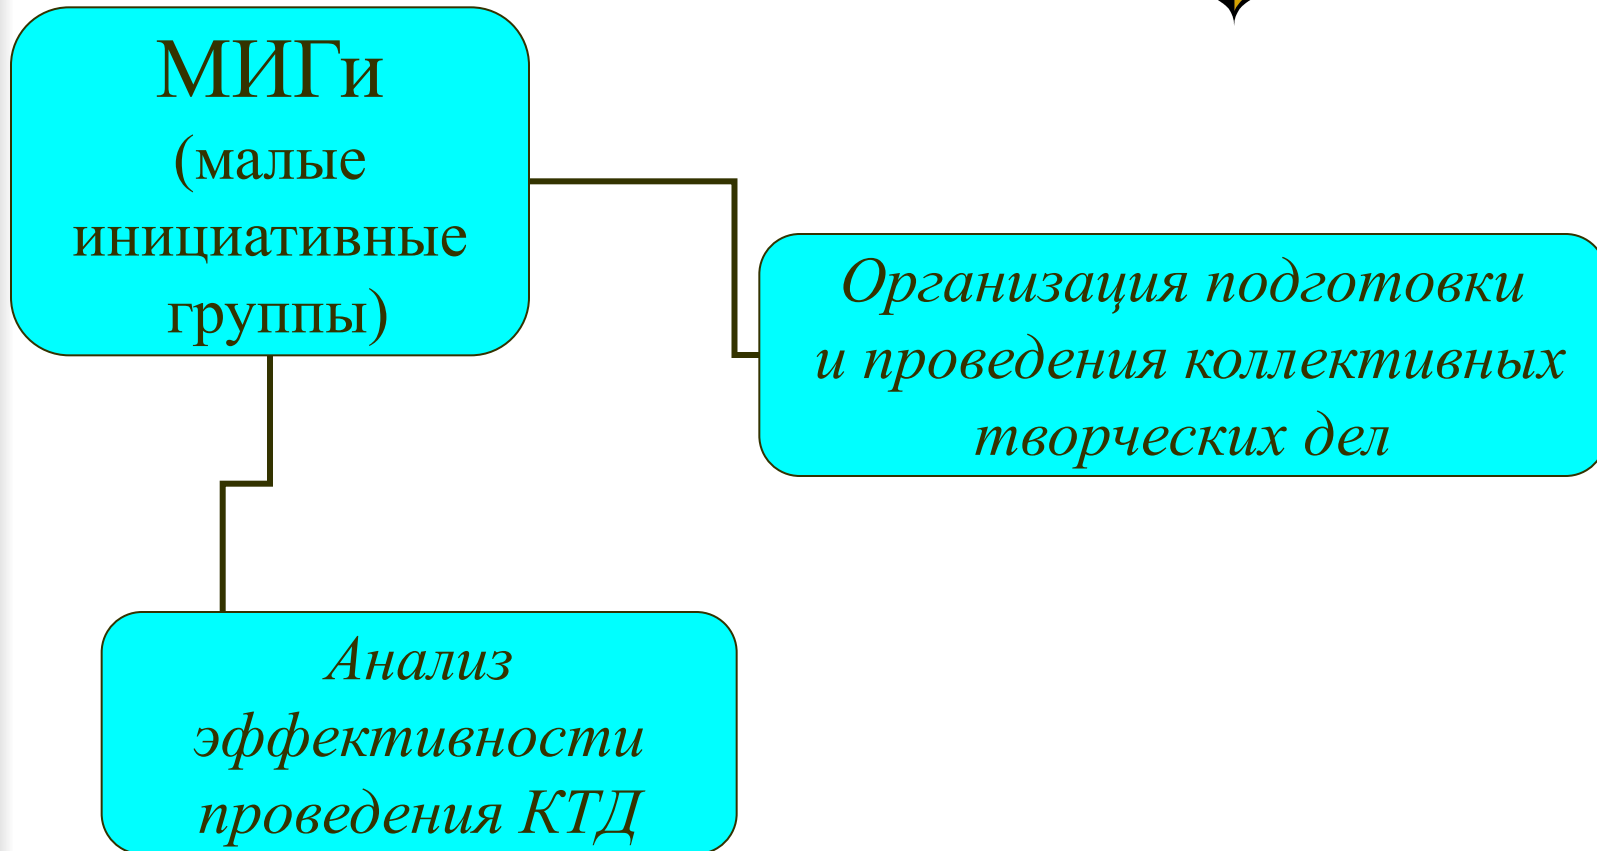 МИГи
(малые
инициативные
группы)
Организация подготовки
и проведения коллективных
творческих дел
Анализ
эффективности
проведения КТД